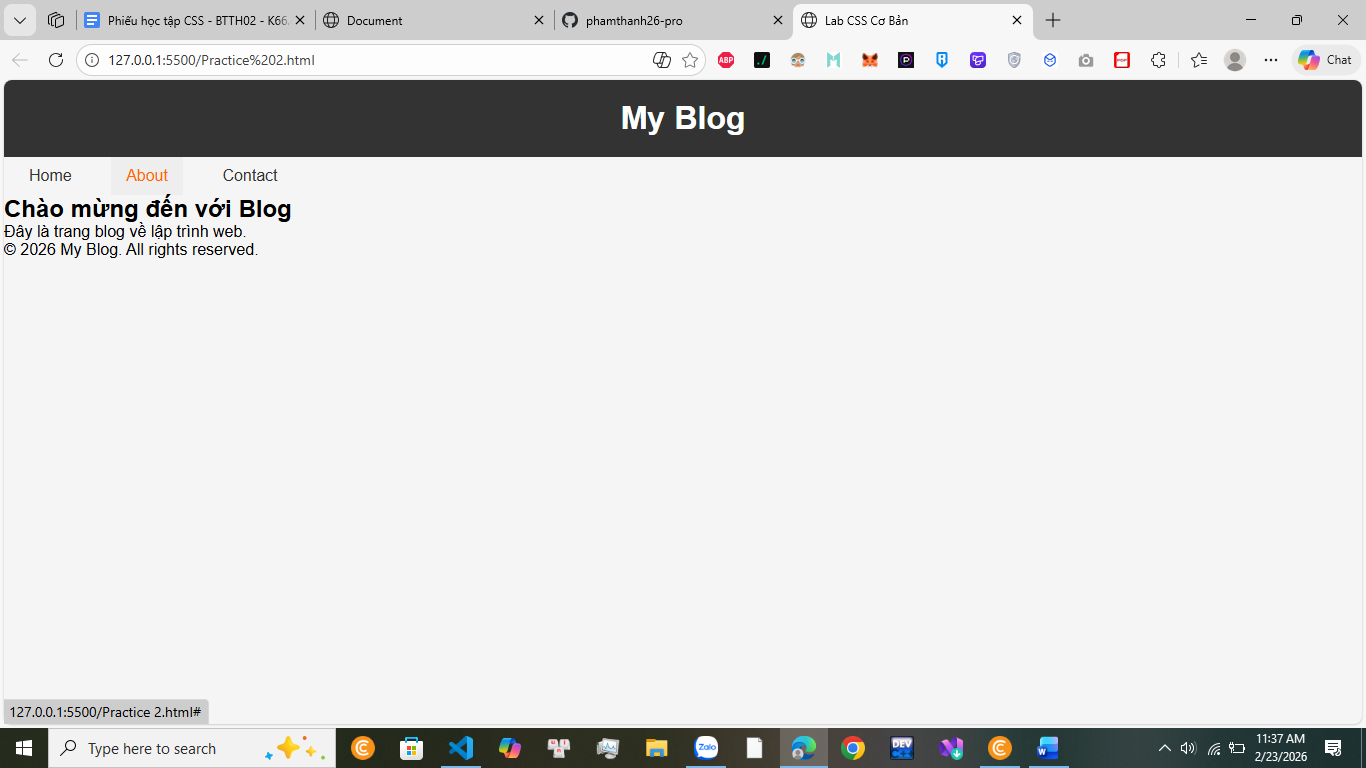 Phiếu học tập CSS - BTTH02 - K66
Document
phamthanh26-pro
Lab CSS Cơ Bản
127.0.0.1:5500/Practice%202.html
ABP
Chat
My Blog
Home About Contact
Chào mừng đến với Blog
Đây là trang blog về lập trình web.
© 2026 My Blog. All rights reserved.
127.0.0.1:5500/Practice 2.html#
Type here to search
Zalo
DEV
11:37 AM
2/23/2026